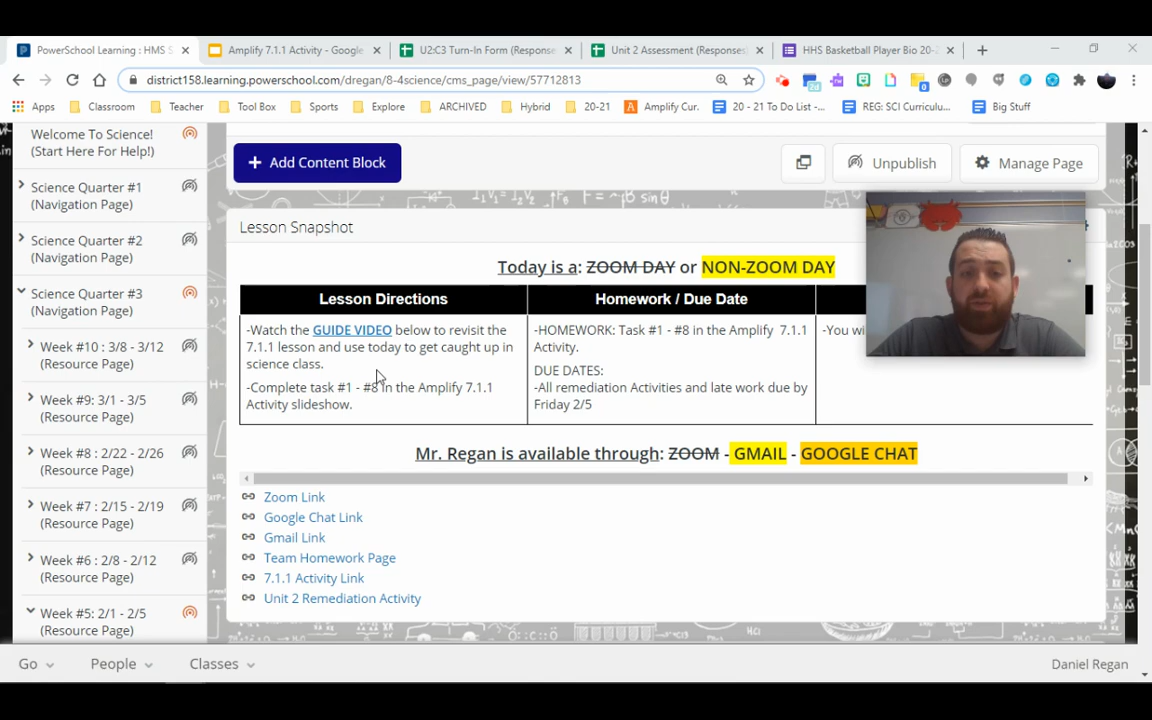 PowerSchool Learning : HMS S
Amplify 7.1.1 Activity - Google
U2:C3 Turn-In Form (Response
Unit 2 Assessment (Responses)
HHS Basketball Player Bio 20-2
district158.learning.powerschool.com/dregan/8-4science/cms_page/view/57712813
Apps
Classroom
Teacher
Tool Box
Sports
Explore
ARCHIVED
Hybrid
20-21
Amplify Cur.
20 - 21 To Do List -...
REG: SCI Curriculu...
Big Stuff
Welcome To Science!
(Start Here For Help!)
Science Quarter #1
(Navigation Page)
Science Quarter #2
(Navigation Page)
Science Quarter #3
(Navigation Page)
Week #10 : 3/8 - 3/12
(Resource Page)
Week #9: 3/1 - 3/5
(Resource Page)
Week #8 : 2/22 - 2/26
(Resource Page)
Week #7 : 2/15 - 2/19
(Resource Page)
Week #6 : 2/8 - 2/12
(Resource Page)
Week #5: 2/1 - 2/5
(Resource Page)
+ Add Content Block
Unpublish
Manage Page
Lesson Snapshot
Today is a: ZOOM DAY or NON-ZOOM DAY
Lesson Directions
-Watch the GUIDE VIDEO below to revisit the
7.1.1 lesson and use today to get caught up in
science class.
-Complete task #1 - #8 in the Amplify 7.1.1
Activity slideshow.
Homework / Due Date
-HOMEWORK: Task #1 - #8 in the Amplify 7.1.1
Activity.
DUE DATES:
-All remediation Activities and late work due by
Friday 2/5
-You wi
Mr. Regan is available through: ZOOM - GMAIL - GOOGLE CHAT
Zoom Link
Google Chat Link
Gmail Link
Team Homework Page
7.1.1 Activity Link
Unit 2 Remediation Activity
Go
People
Classes
Daniel Regan